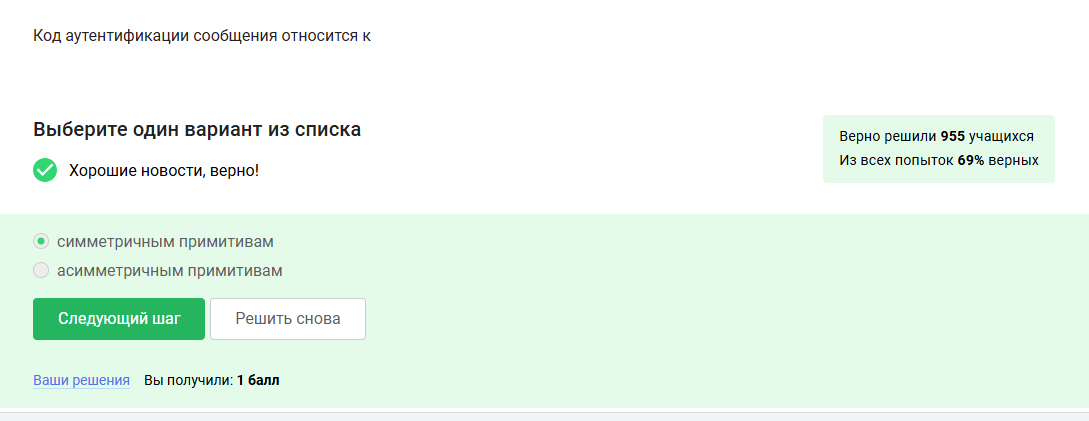 Код аутентификации сообщения относится к
Выберите один вариант из списка
Верно решили 955 учащихся
Из всех попыток 69% верных
Хорошие новости, верно!
симметричным примитивам
асимметричным примитивам
Следующий шаг
Решить снова
Ваши решения Вы получили: 1 балл